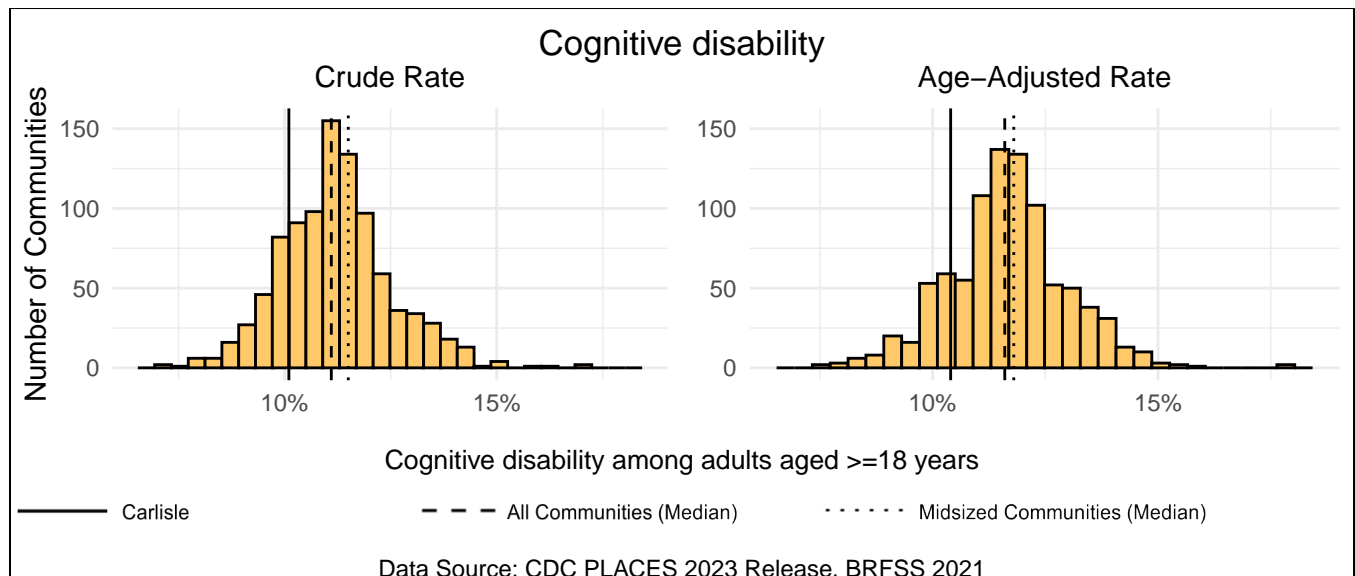 Cognitive disability
Crude Rate
Age−Adjusted Rate
Number of Communities
150
100
50
0
10%
15%
150
100
50
0
10%
15%
Cognitive disability among adults aged >=18 years
Carlisle
All Communities (Median)
Midsized Communities (Median)
Data Source: CDC PLACES 2023 Release, BRFSS 2021